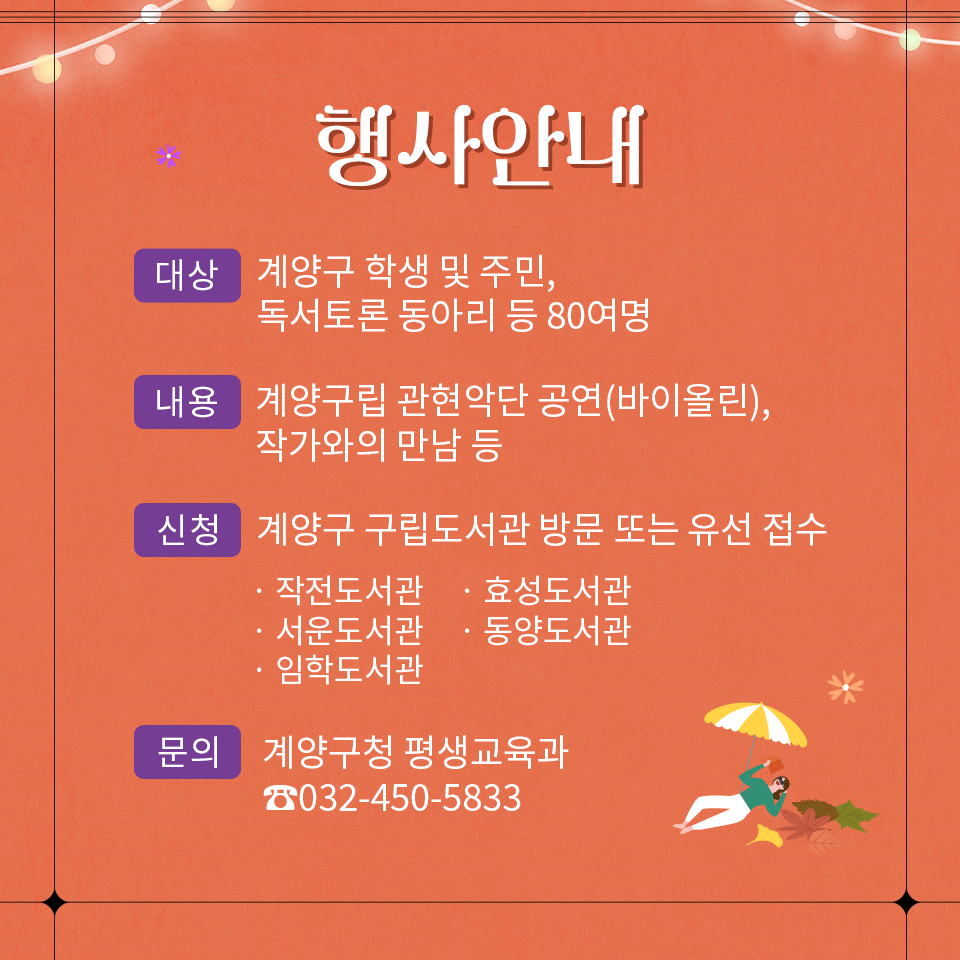 행사안내
대상 계양구 학생 및 주민,
독서토론 동아리 등 80여명
내용 계양구립 관현악단 공연(바이올린),
작가와의 만남 등
신청 계양구 구립도서관 방문 또는 유선 접수
· 작전도서관 · 효성도서관
· 서운도서관 · 동양도서관
· 임학도서관
문의 계양구청 평생교육과
☎032-450-5833